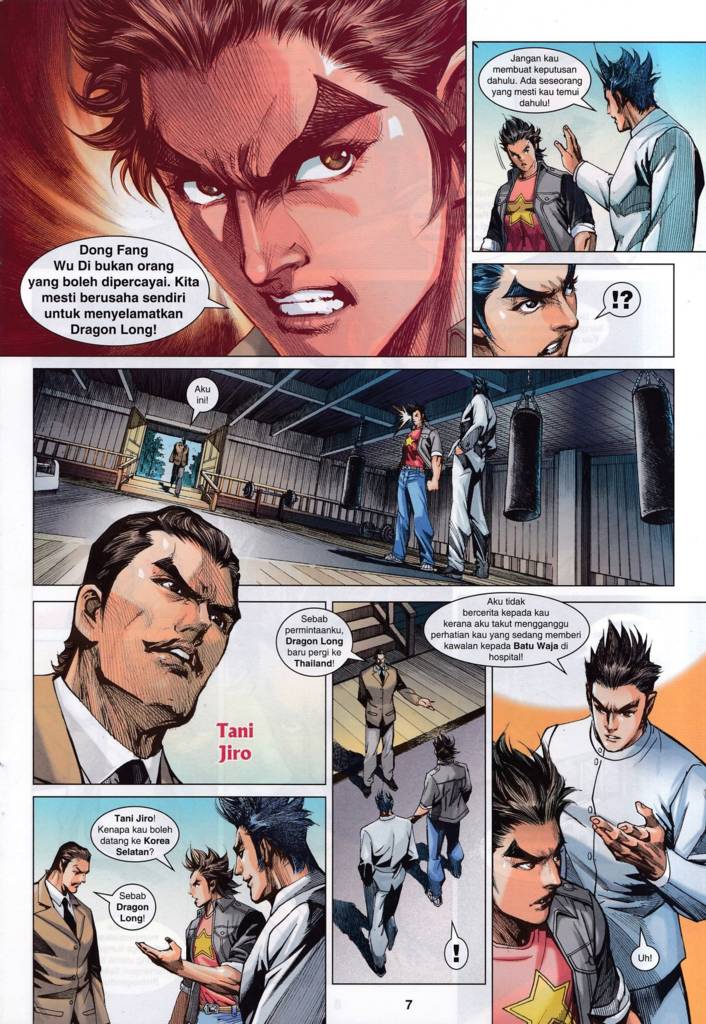 Dong Fang
Wu Di bukan orang
yang boleh dipercayai. Kita
mesti berusaha sendiri
untuk menyelamatkan
Dragon Long!
Jangan kau
membuat keputusan
dahulu. Ada seseorang
yang mesti kau temui
dahulu!
!?
Aku
ini!
Tani
Jiro
Tani Jiro!
Kenapa kau boleh
datang ke Korea
Selatan?
Sebab
Dragon
Long!
Sebab
permintaanku,
Dragon Long
baru pergi ke
Thailand!
!
Aku tidak
beritahu kepada kau
kerana aku takut mengganggu
perhatian kau yang sedang memberi
kawalan kepada Batu Waja di
hospital!
Uh!
7